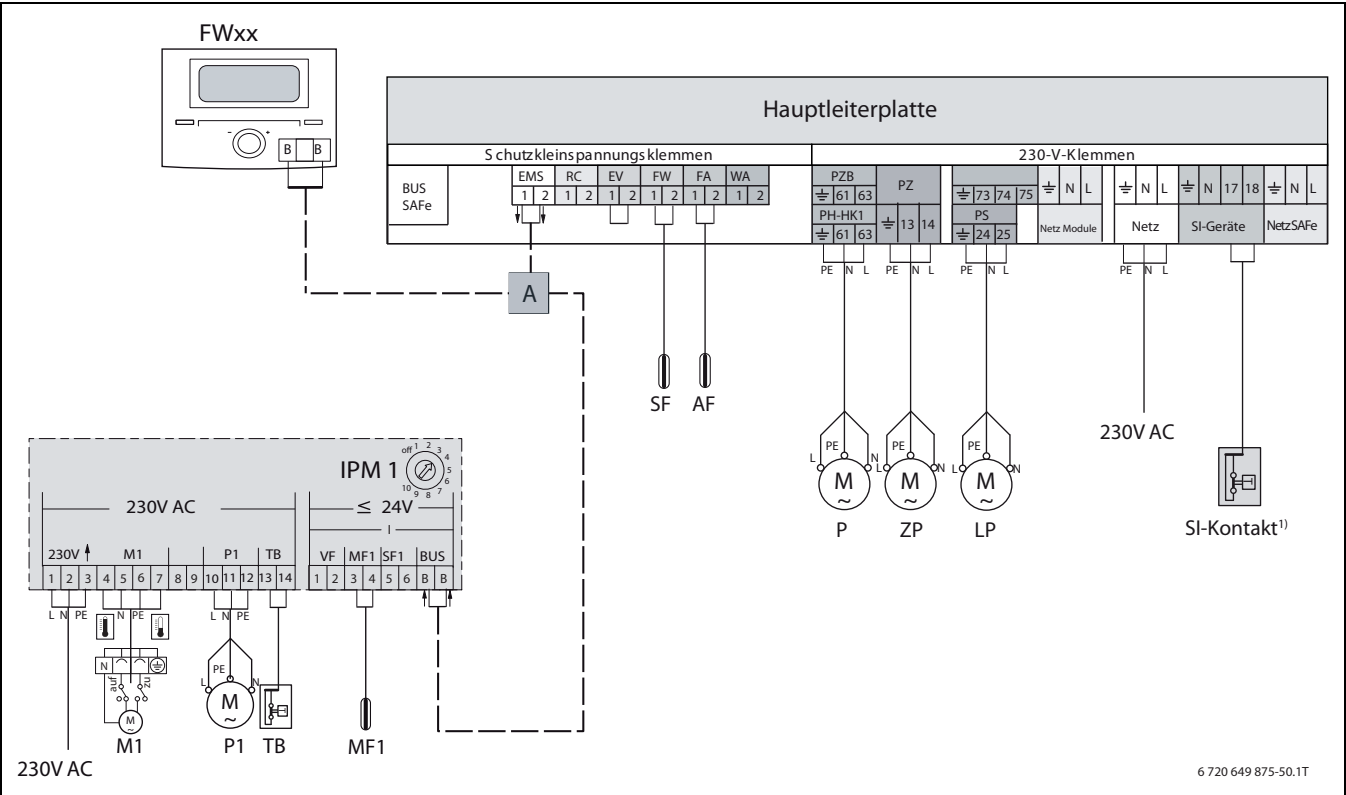 FWxx
- +
B B
Hauptleiterplatte
Schutzkleinspannungsklemmen
230-V-Klemmen
BUS
SAFe
EMS RC EV FW FA WA
1 2 1 2 1 2 1 2 1 2 1 2
PZB
61 63
PH-HK1
61 63
PZ
13 14
73 74 75
PS
24 25
N L
Netz Module
N L
Netz
N 17 18
SI-Geräte
N L
NetzSAFe
PE N L
PE N L
PE N L
PE N L
A
SF AF
230V AC
L PE N
M
~
P
L PE N
M
~
ZP
L PE N
M
~
LP
SI-Kontakt1)
IPM 1
off 1 2 3 4 5 6 7 8 9 10
230V AC
≤ 24V
I
230V M1 P1 TB
VF MF1 SF1 BUS
1 2 3 4 5 6 7 8 9 10 11 12 13 14
1 2 3 4 5 6 B B
L N PE
N PE
L N PE
N
auf zu
M
~
M1
L PE N
M
~
P1
TB
MF1
230V AC
6 720 649 875-50.1T